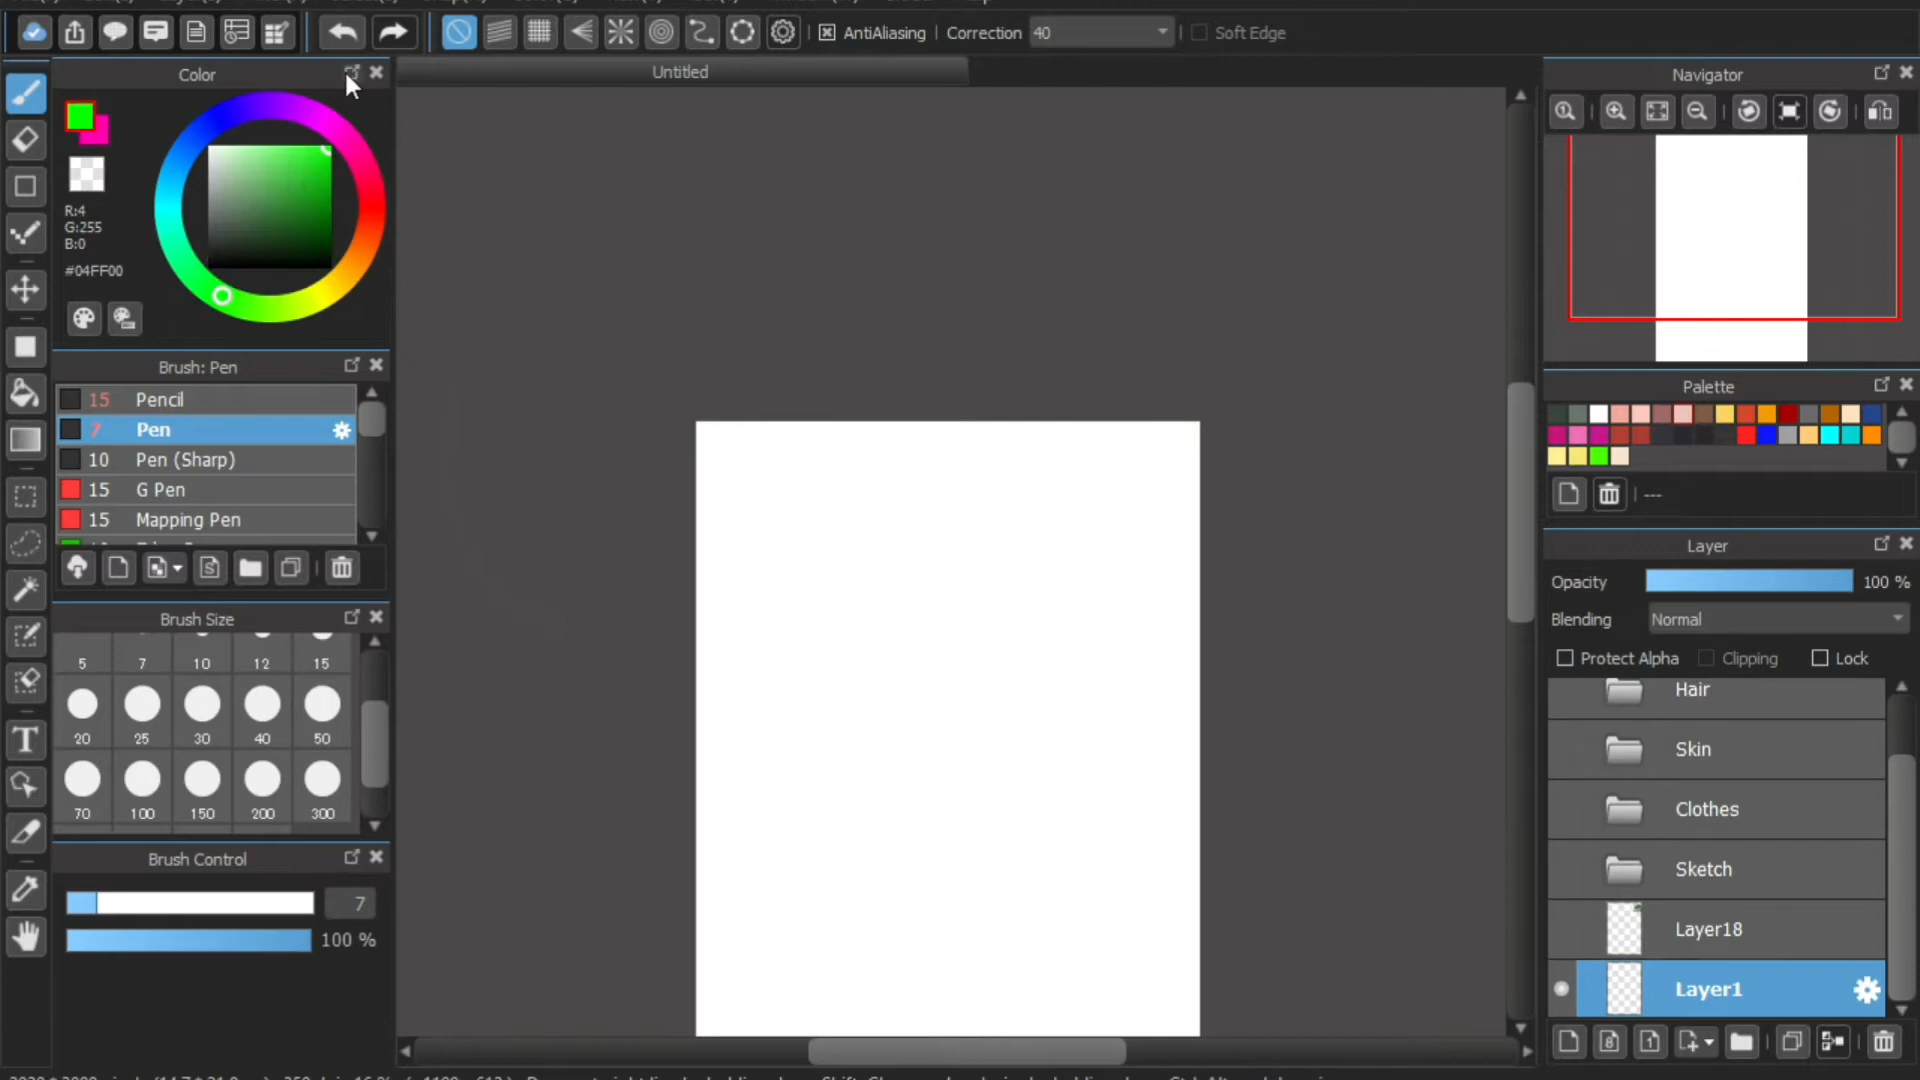 AntiAliasing
Correction
40
Soft Edge
Color
Untitled
Navigator
R:4
G:255
B:0
#04FF00
Brush: Pen
15 Pencil
7 Pen
10 Pen (Sharp)
15 G Pen
15 Mapping Pen
Brush Size
5 7 10 12 15
20 25 30 40 50
70 100 150 200 300
Brush Control
7
100 %
Palette
---
Layer
Opacity 100 %
Blending Normal
Protect Alpha Clipping Lock
Hair
Skin
Clothes
Sketch
Layer18
Layer1